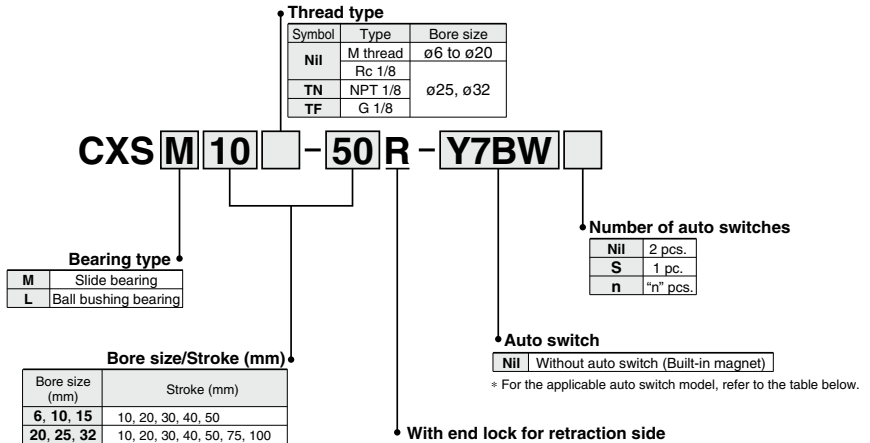 Thread type
Symbol Type Bore size
Nil M thread ø6 to ø20
Rc 1/8 ø25, ø32
TN NPT 1/8
TF G 1/8
CXS M 10 – 50 R – Y7BW
Number of auto switches
Nil 2 pcs.
S 1 pc.
n “n” pcs.
Bearing type
M Slide bearing
L Ball bushing bearing
Auto switch
Nil Without auto switch (Built-in magnet)
∗ For the applicable auto switch model, refer to the table below.
Bore size/Stroke (mm)
Bore size (mm) Stroke (mm)
6, 10, 15 10, 20, 30, 40, 50
20, 25, 32 10, 20, 30, 40, 50, 75, 100
With end lock for retraction side